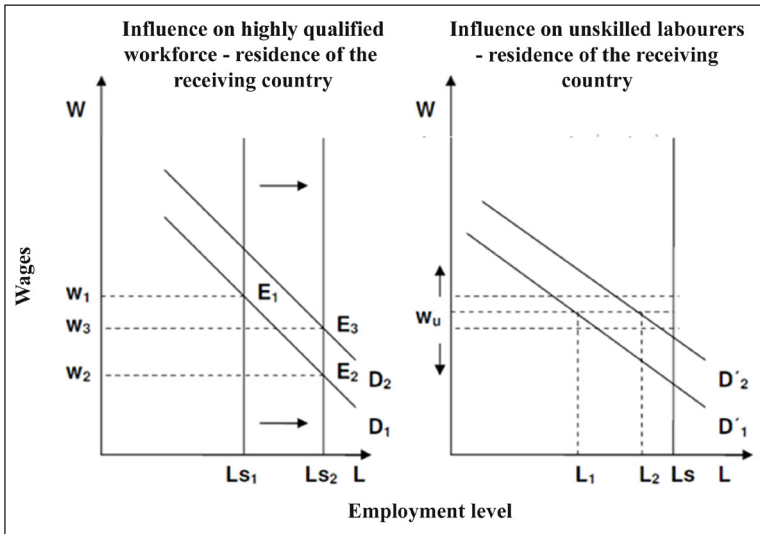 Influence on highly qualified
workforce - residence of the
receiving country
Influence on unskilled labourers
- residence of the receiving
country
W
W
Wages
W₁
E₁
W₃
E₃
W₂
E₂
D₂
D₁
Ls₁
Ls₂
L
Wᵤ
D´₂
D´₁
L₁
L₂
Ls
L
Employment level